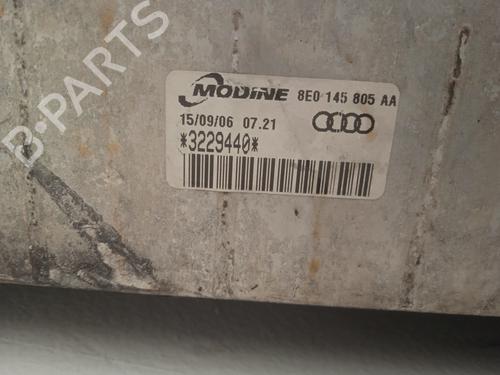 B-PARTS
MODINE 8E0 145 805 AA
15/09/06 07.21
*3229440*